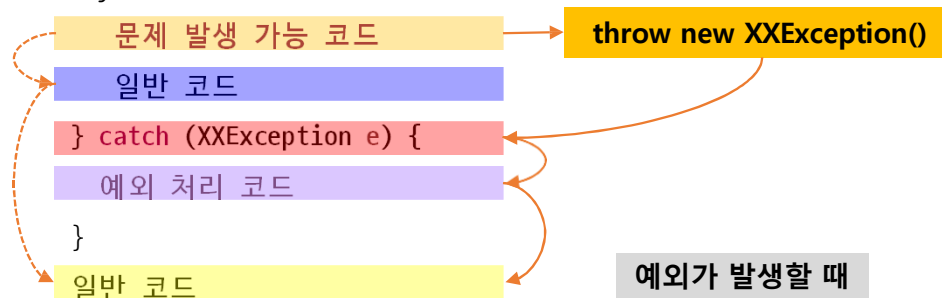 문제 발생 가능 코드
throw new XXException()
일반 코드
} catch (XXException e) {
예외 처리 코드
}
일반 코드
예외가 발생할 때